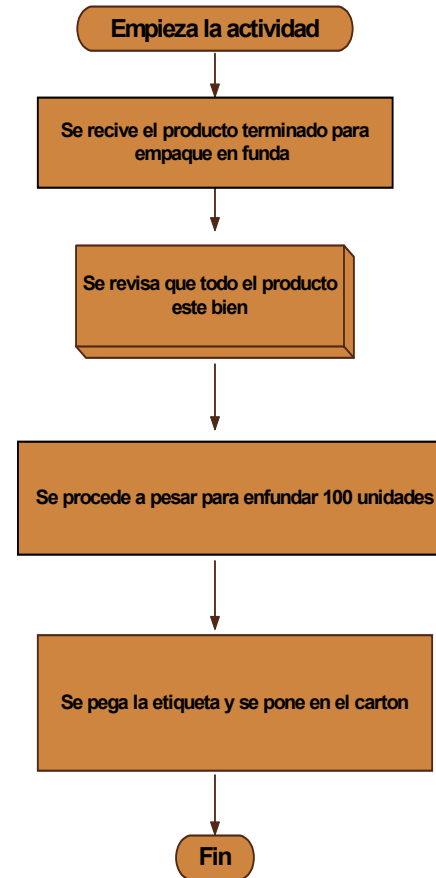 Empieza la actividad
Se recive el producto terminado para
empaque en funda
Se revisa que todo el producto
este bien
Se procede a pesar para enfundar 100 unidades
Se pega la etiqueta y se pone en el carton
Fin